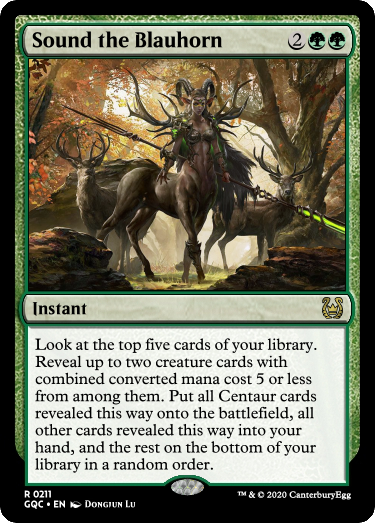 Sound the Blauhorn 2
Instant
Look at the top five cards of your library.
Reveal up to two creature cards with
combined converted mana cost 5 or less
from among them. Put all Centaur cards
revealed this way onto the battlefield, all
other cards revealed this way into your
hand, and the rest on the bottom of your
library in a random order.
R 0211
GQC • EN Dongjun Lu
™ & © 2020 CanterburyEgg